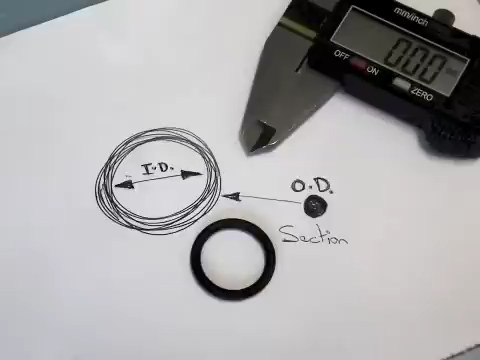 mm/inch
0.00
OFF
ON
ZERO
I.D.
O.D.
Section